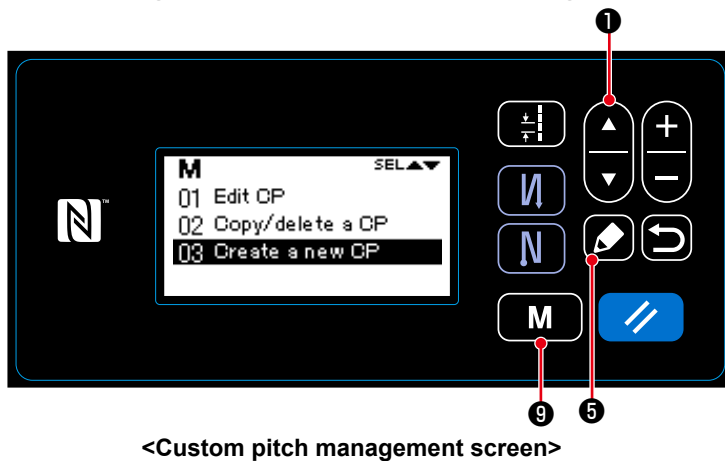 ❶
M SEL▲▼
01 Edit CP
02 Copy/delete a CP
03 Create a new CP
N™
+
−
M
❾
❺
<Custom pitch management screen>